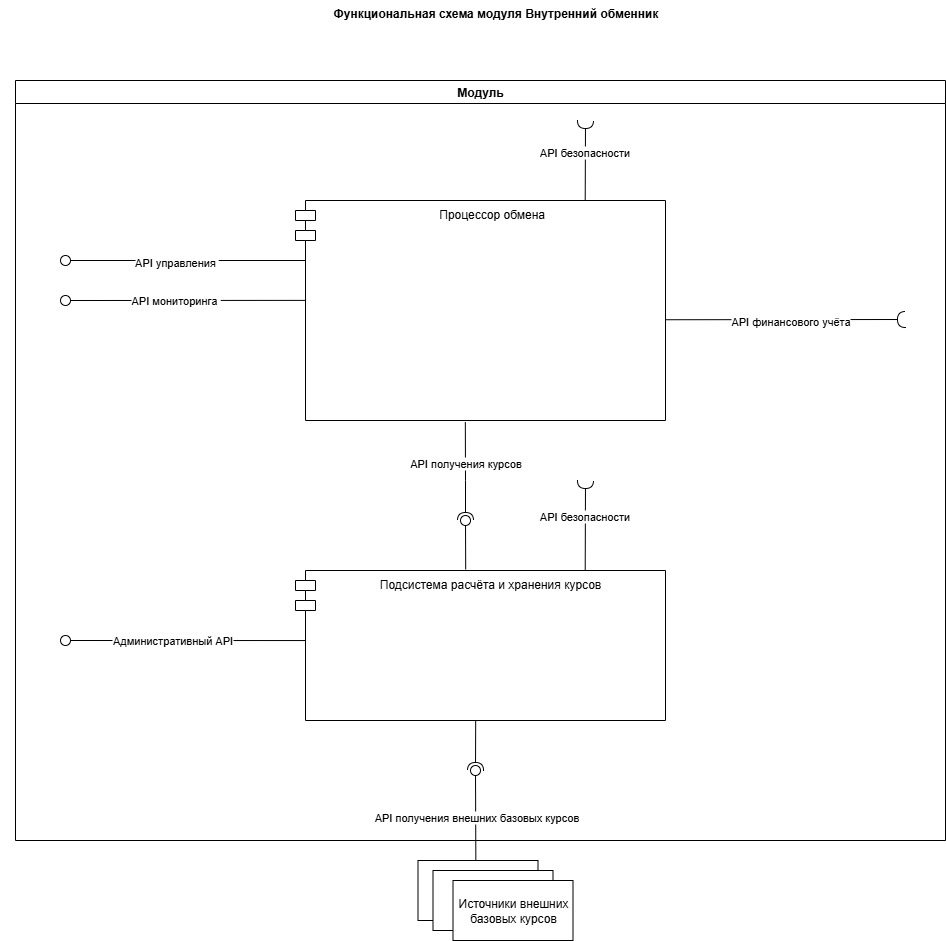 Функциональная схема модуля Внутренний обменник
Модуль
API безопасности
Процессор обмена
API управления
API мониторинга
API финансового учёта
API получения курсов
API безопасности
Подсистема расчёта и хранения курсов
Административный API
API получения внешних базовых курсов
Источники внешних
базовых курсов